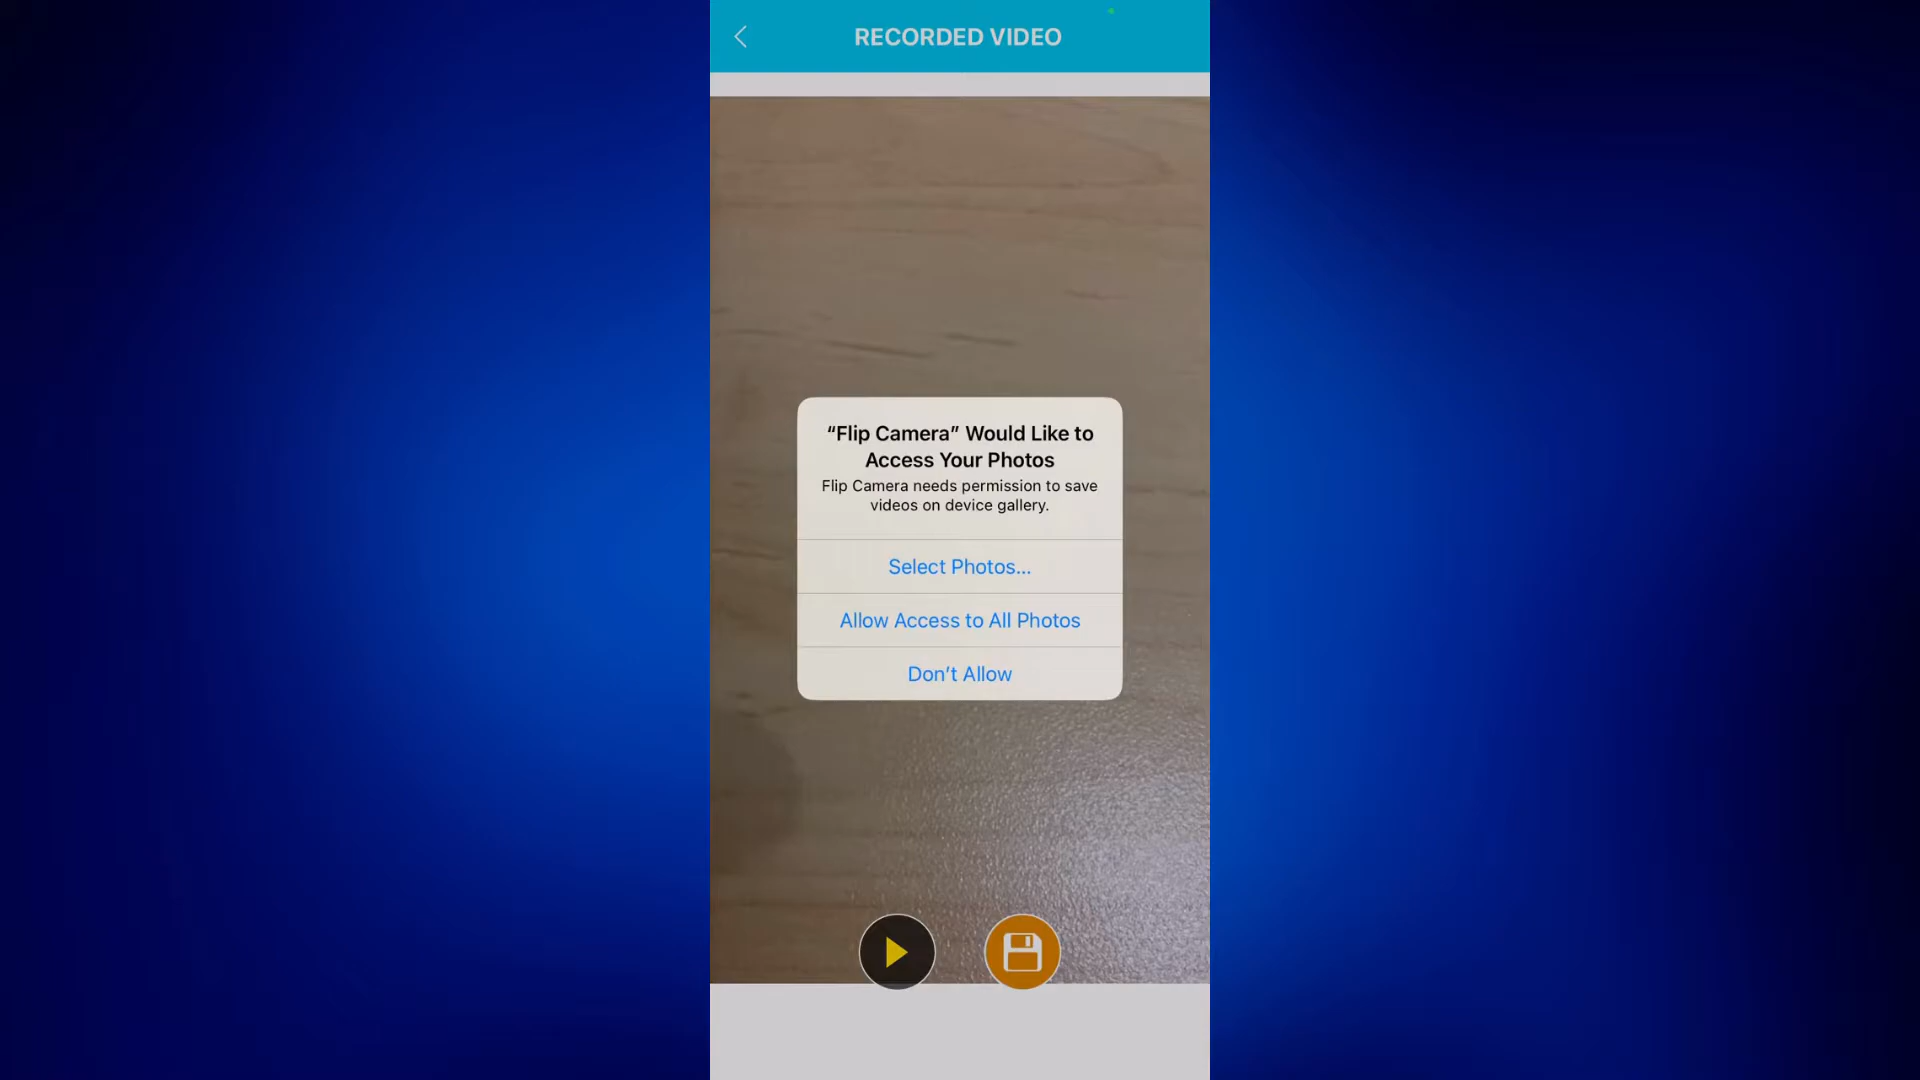 RECORDED VIDEO
“Flip Camera” Would Like to
Access Your Photos
Flip Camera needs permission to save
videos on device gallery.
Select Photos...
Allow Access to All Photos
Don’t Allow